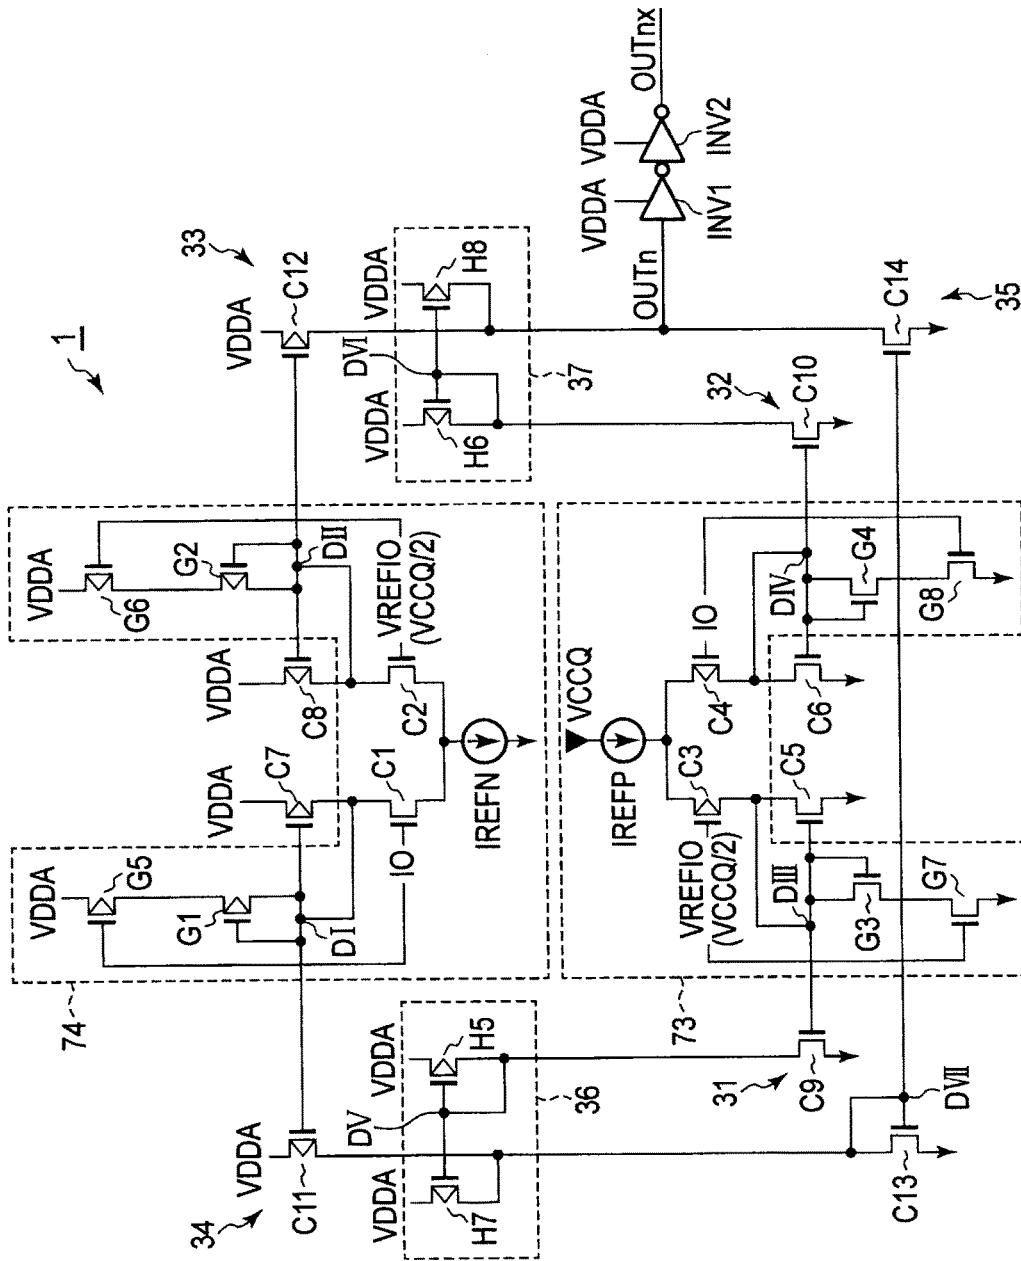 1
33
VDDA
C12
VDDA
H8
DVI
VDDA
H6
37
VDDA
VDDA
OUTnx
INV1
INV2
OUTn
32
C10
C14
35
VDDA
G6
G2
DII
VDDA
C8
VREFIO
(VCCQ/2)
C2
VDDA
C7
C1
IREFN
VDDA
G5
G1
DI
IO
74
VCCQ
IREFP
IO
C4
DIV
G4
G8
C6
C3
VREFIO
(VCCQ/2)
C5
DIII
G3
G7
73
34
VDDA
C11
VDDA
H5
DV
VDDA
H7
36
31
C9
DVII
C13